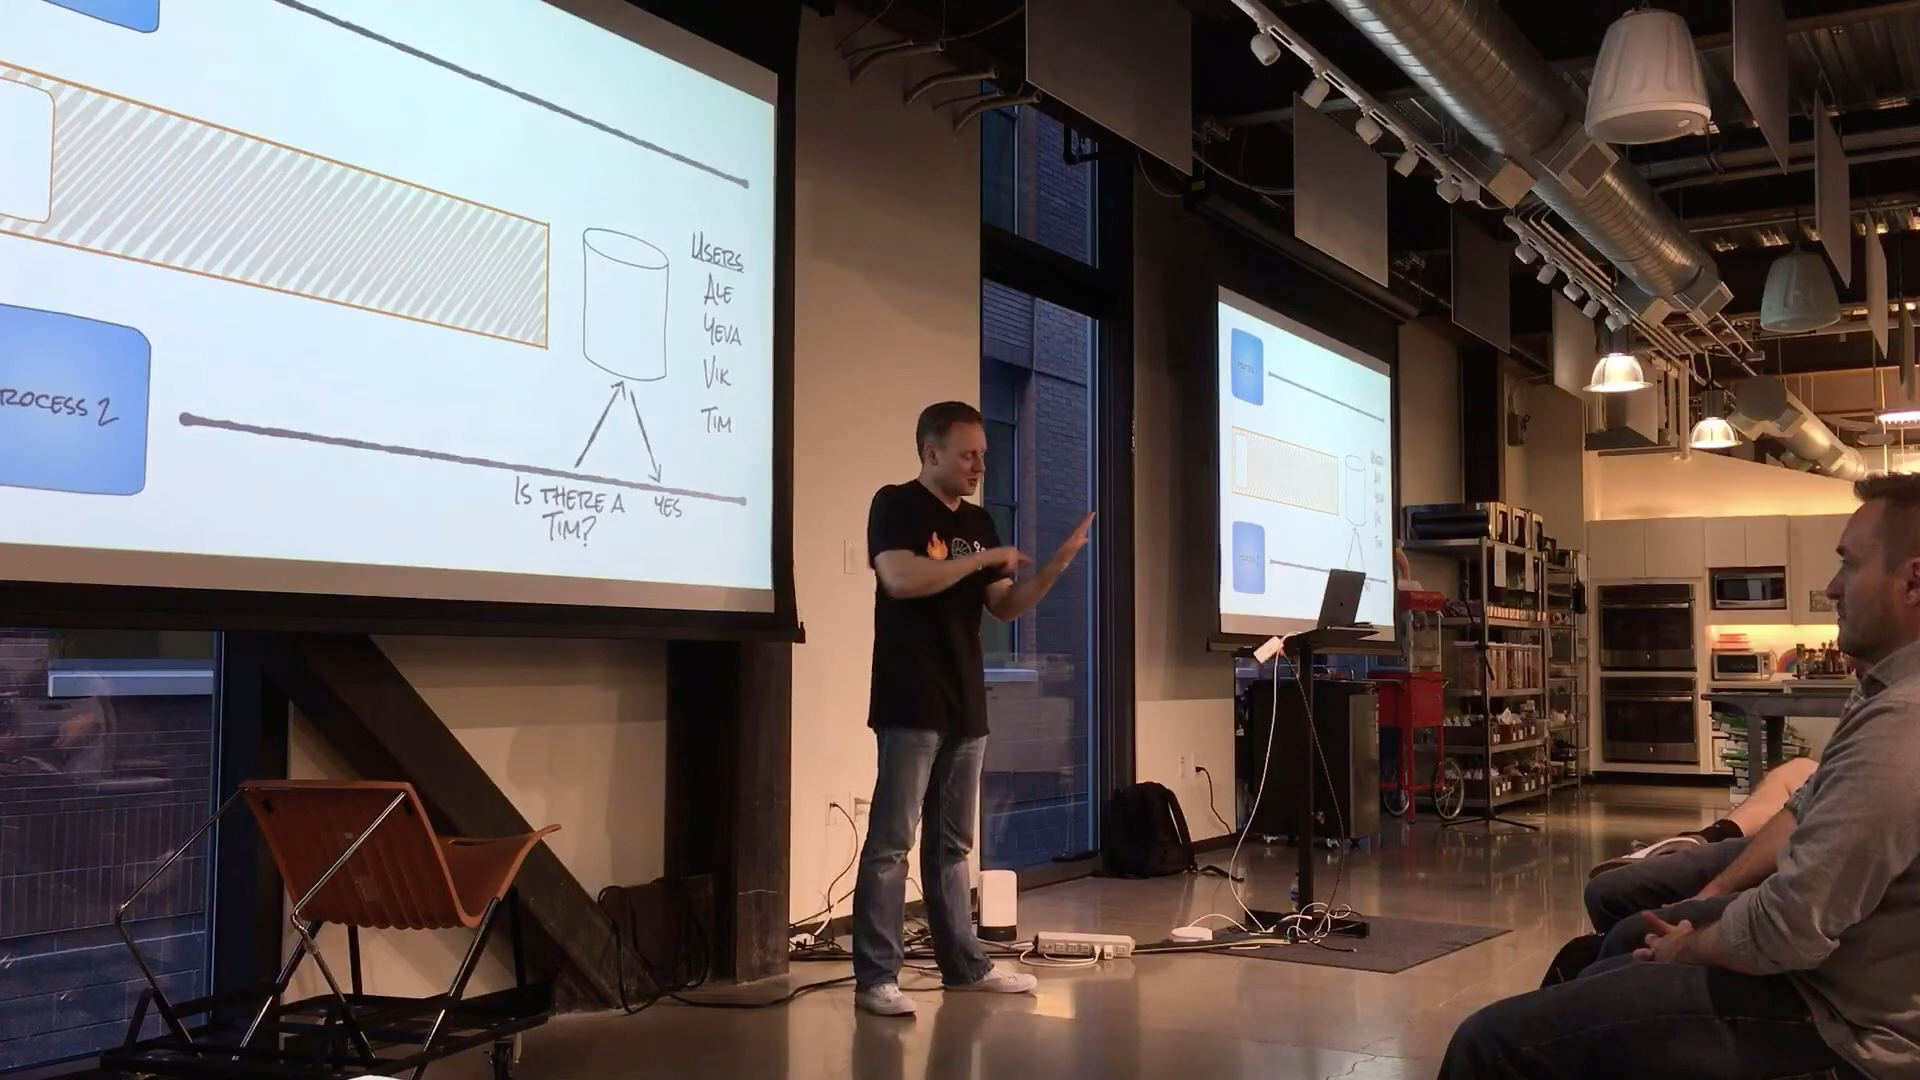 USERS
ALE
YEVA
VIK
TIM
ROCESS 2
IS THERE A
TIM?
YES